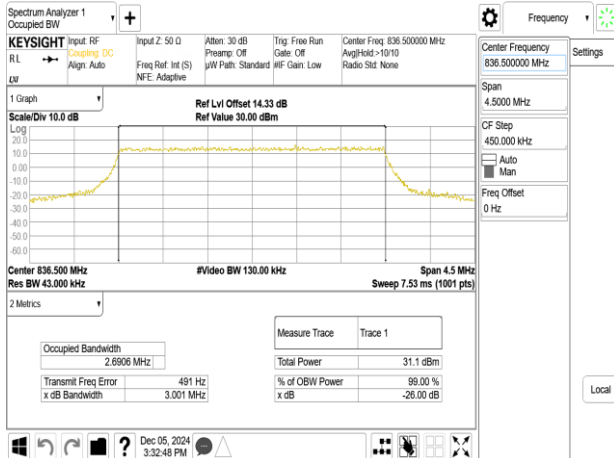 Spectrum Analyzer 1
Occupied BW
+
Frequency
KEYSIGHT
RL
Input: RF
Coupling: DC
Align: Auto
Input Z: 50 Ω
Freq Ref: Int (S)
NFE: Adaptive
Atten: 30 dB
Preamp: Off
µW Path: Standard
Trig: Free Run
Gate: Off
#IF Gain: Low
Center Freq: 836.500000 MHz
Avg|Hold:>10/10
Radio Std: None
Center Frequency
836.500000 MHz
Settings
Span
4.5000 MHz
CF Step
450.000 kHz
Auto
Man
Freq Offset
0 Hz
Local
1 Graph
Scale/Div 10.0 dB
Ref Lvl Offset 14.33 dB
Ref Value 30.00 dBm
Log
20.0
10.0
0.00
-10.0
-20.0
-30.0
-40.0
-50.0
-60.0
Center 836.500 MHz
Res BW 43.000 kHz
#Video BW 130.00 kHz
Span 4.5 MHz
Sweep 7.53 ms (1001 pts)
2 Metrics
Measure Trace Trace 1
Occupied Bandwidth
2.6906 MHz
Total Power 31.1 dBm
Transmit Freq Error 491 Hz
% of OBW Power 99.00 %
x dB Bandwidth 3.001 MHz
x dB -26.00 dB
?
Dec 05, 2024
3:32:48 PM